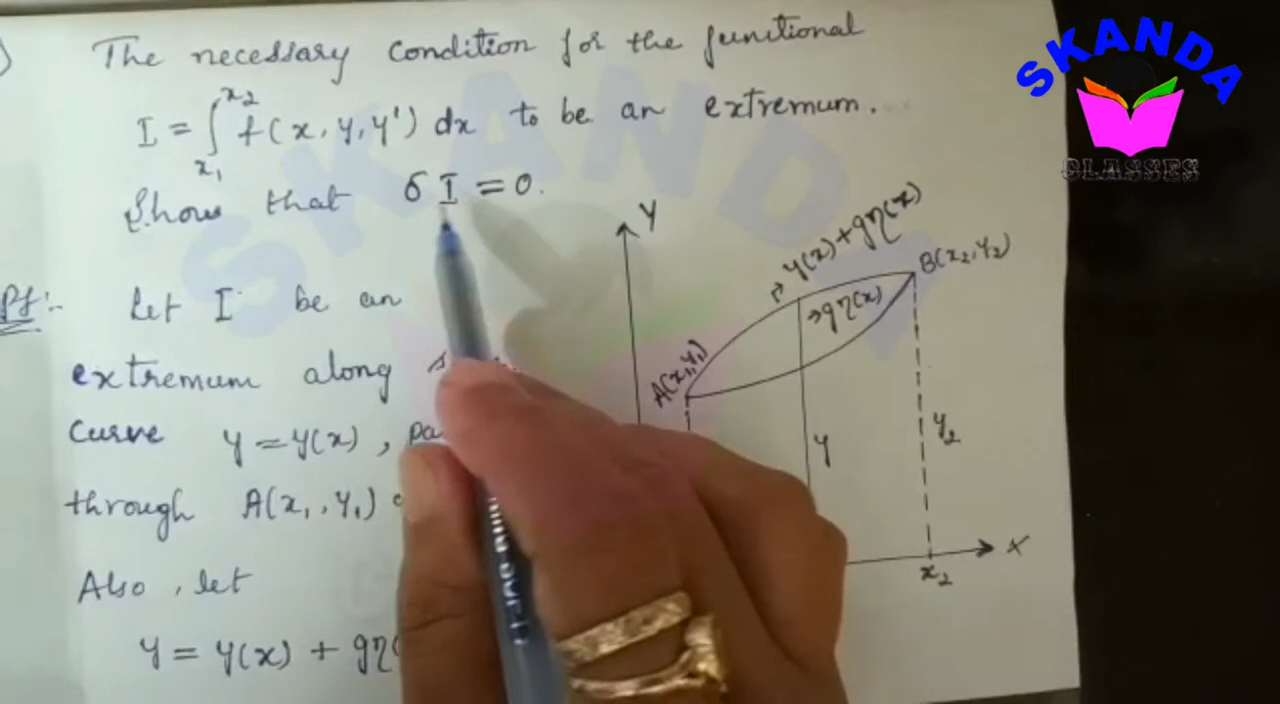 The necessary condition for the functional
I = ∫ₓ₁^x₂ f(x, y, y') dx to be an extremum.
Show that δI = 0.
Pf:- Let I be an
extremum along
curve y = y(x),
through A(x₁, y₁)
Also, let
y = y(x) + gη(
Y
y(x)+gη(x)
B(x₂, y₂)
gη(x)
A(x₁, y₁)
y
y₂
X
x₂
SKANDA
CLASSES
SKANDA